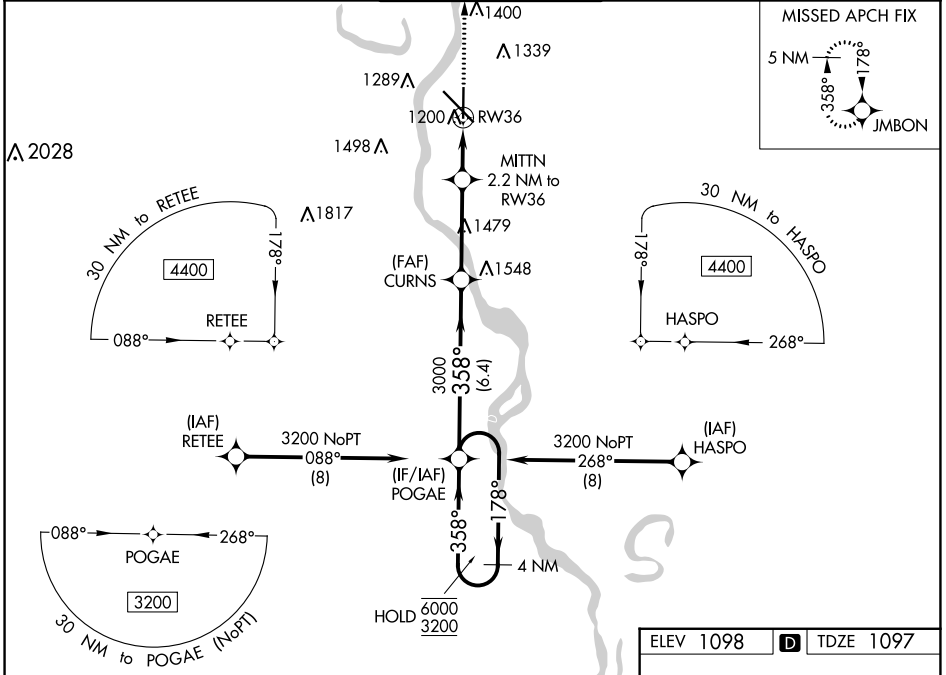 1400
1339
1289
1200 RW36
1498
2028
MITTN
2.2 NM to
RW36
1817
1479
(FAF)
CURNS
1548
MISSED APCH FIX
5 NM
358°
178°
JMBON
30 NM to RETEE
4400
178°
RETEE
088°
30 NM to HASPO
4400
178°
HASPO
268°
3000
358°
(6.4)
(IAF)
RETEE
3200 NoPT
088°
(8)
(IF/IAF)
POGAE
3200 NoPT
268°
(8)
(IAF)
HASPO
358°
178°
4 NM
HOLD 6000
3200
088°
268°
POGAE
3200
30 NM to POGAE (NoPT)
ELEV 1098 D TDZE 1097